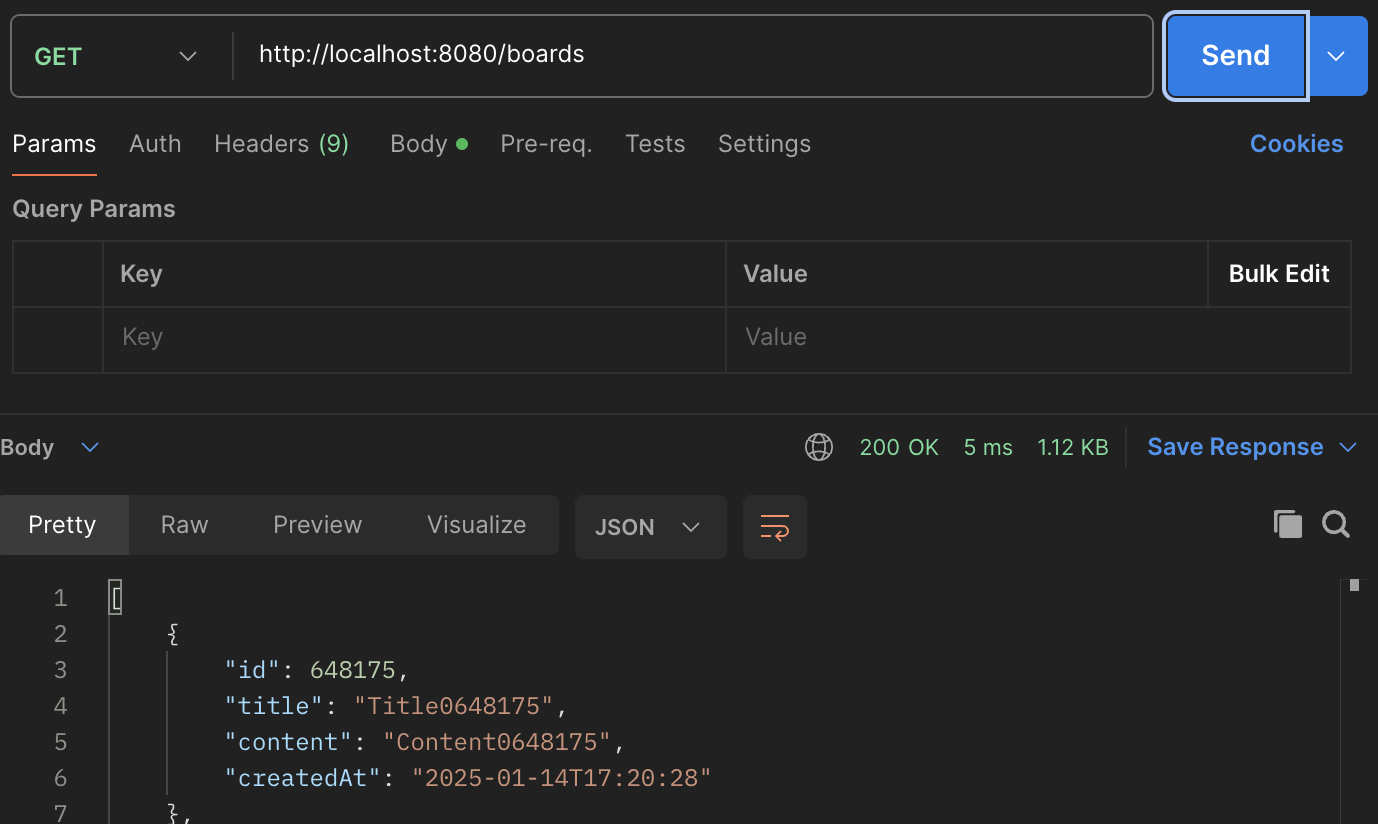 GET http://localhost:8080/boards Send
Params Auth Headers (9) Body Pre-req. Tests Settings Cookies
Query Params
Key Value Bulk Edit
Key Value
Body 200 OK 5 ms 1.12 KB Save Response
Pretty Raw Preview Visualize JSON
1 [
2 {
3 "id": 648175,
4 "title": "Title0648175",
5 "content": "Content0648175",
6 "createdAt": "2025-01-14T17:20:28"
7 },